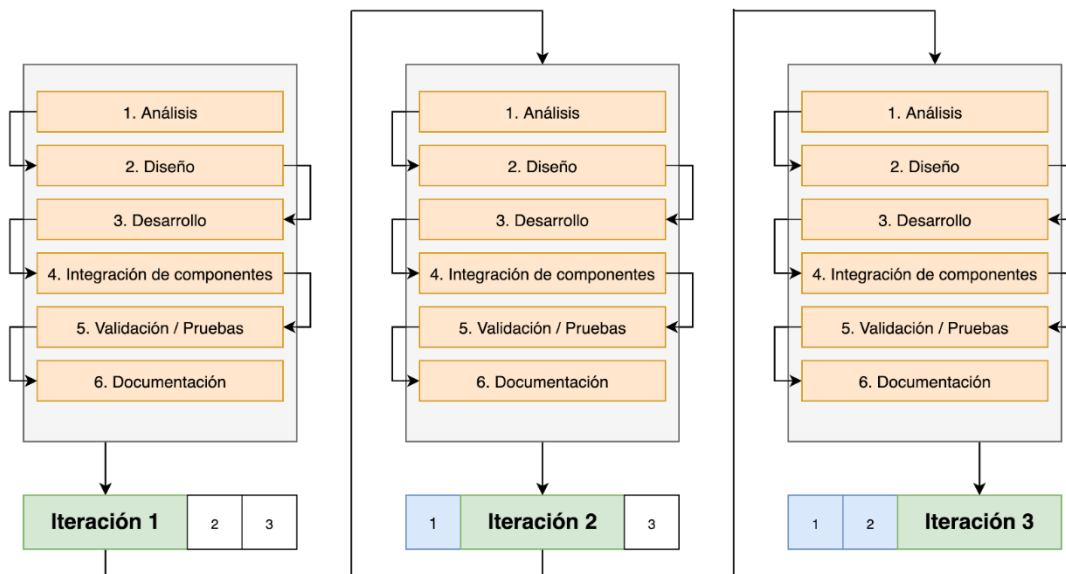 1. Análisis
2. Diseño
3. Desarrollo
4. Integración de componentes
5. Validación / Pruebas
6. Documentación
Iteración 1
2
3
1. Análisis
2. Diseño
3. Desarrollo
4. Integración de componentes
5. Validación / Pruebas
6. Documentación
1
Iteración 2
3
1. Análisis
2. Diseño
3. Desarrollo
4. Integración de componentes
5. Validación / Pruebas
6. Documentación
1
2
Iteración 3